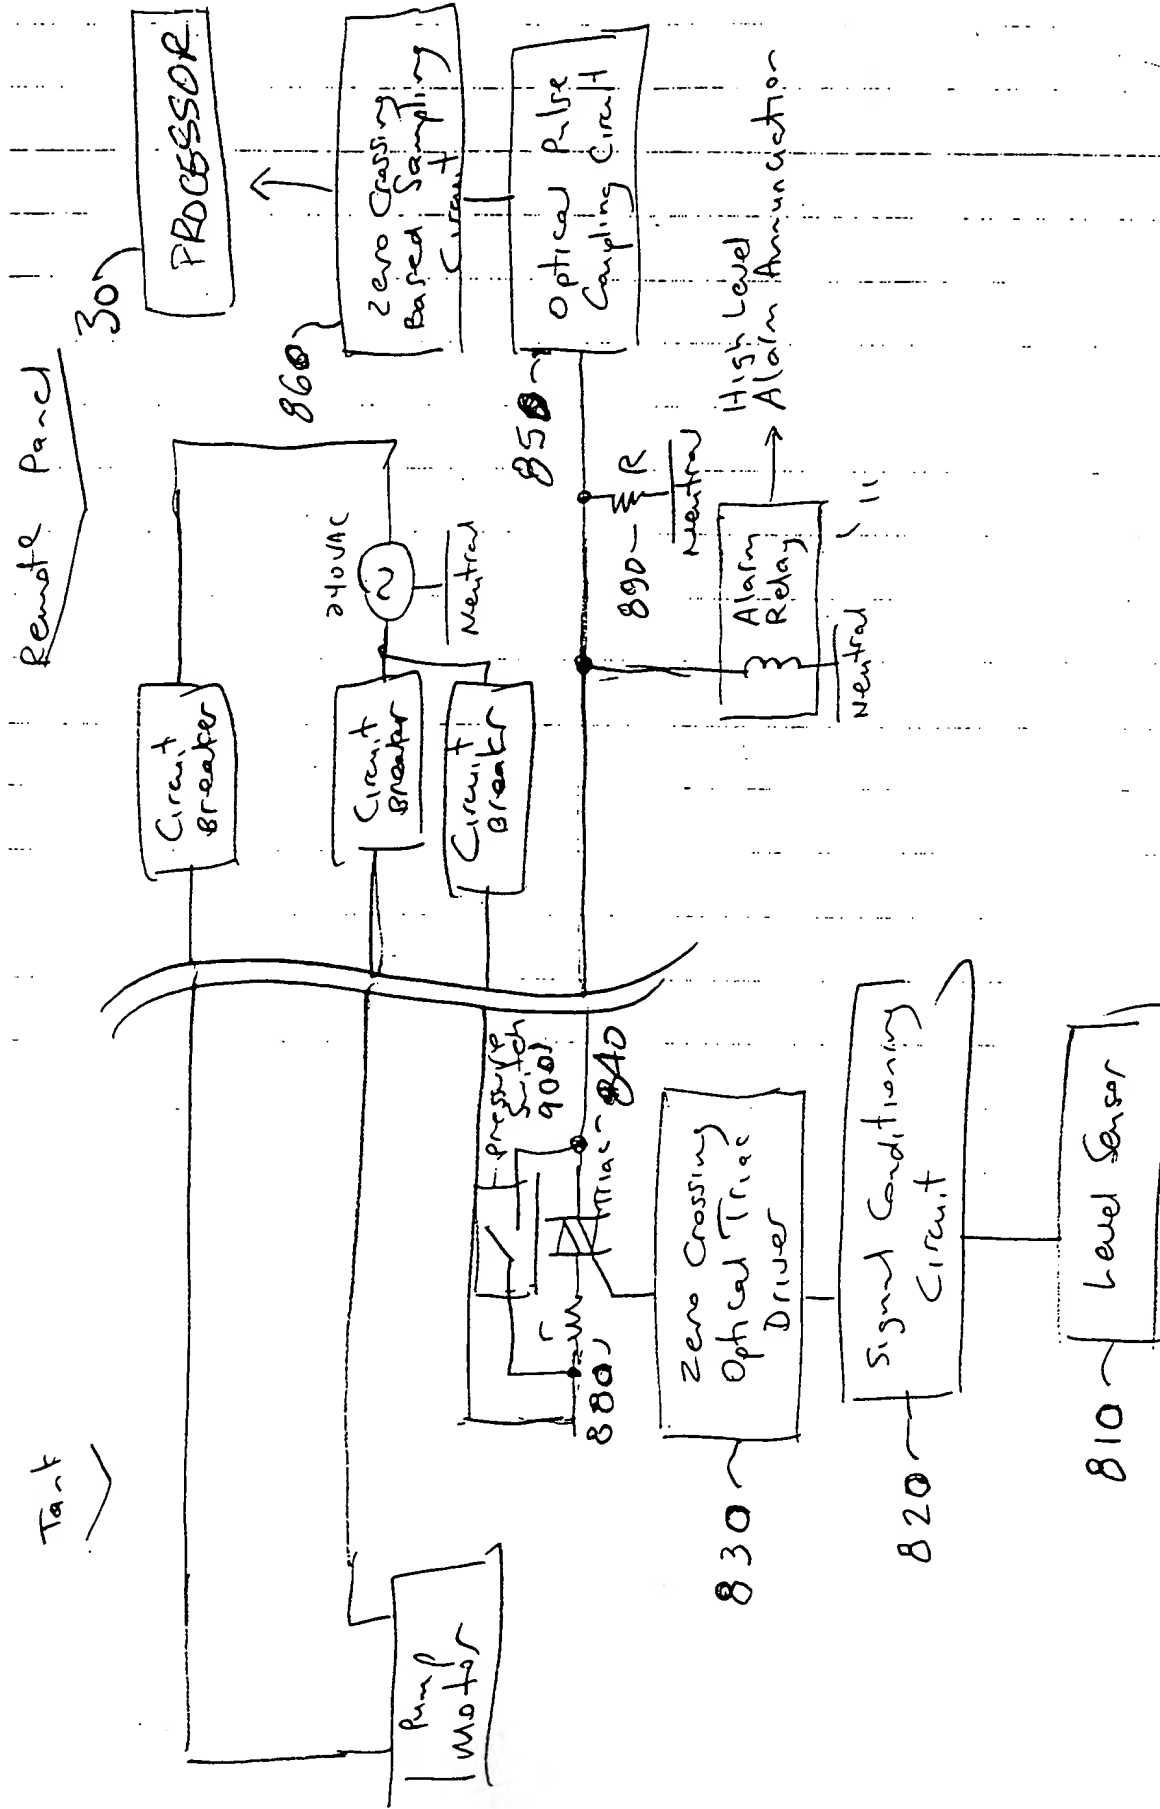 Tank
Remote Panel
Pump
Motor
Circuit
Breaker
Circuit
Breaker
Circuit
Breaker
240VAC
Neutral
30
PROCESSOR
860
Zero Crossing
Based Sampling
Circuit
850
Optical Pulse
Coupling Circuit
890
R
Neutral
Alarm
Relay
Neutral
11
High Level
Alarm Annunciation
Pressure
Switch
900
r
880
Triac
840
830
Zero Crossing
Optical Triac
Driver
820
Signal Conditioning
Circuit
810
Level Sensor